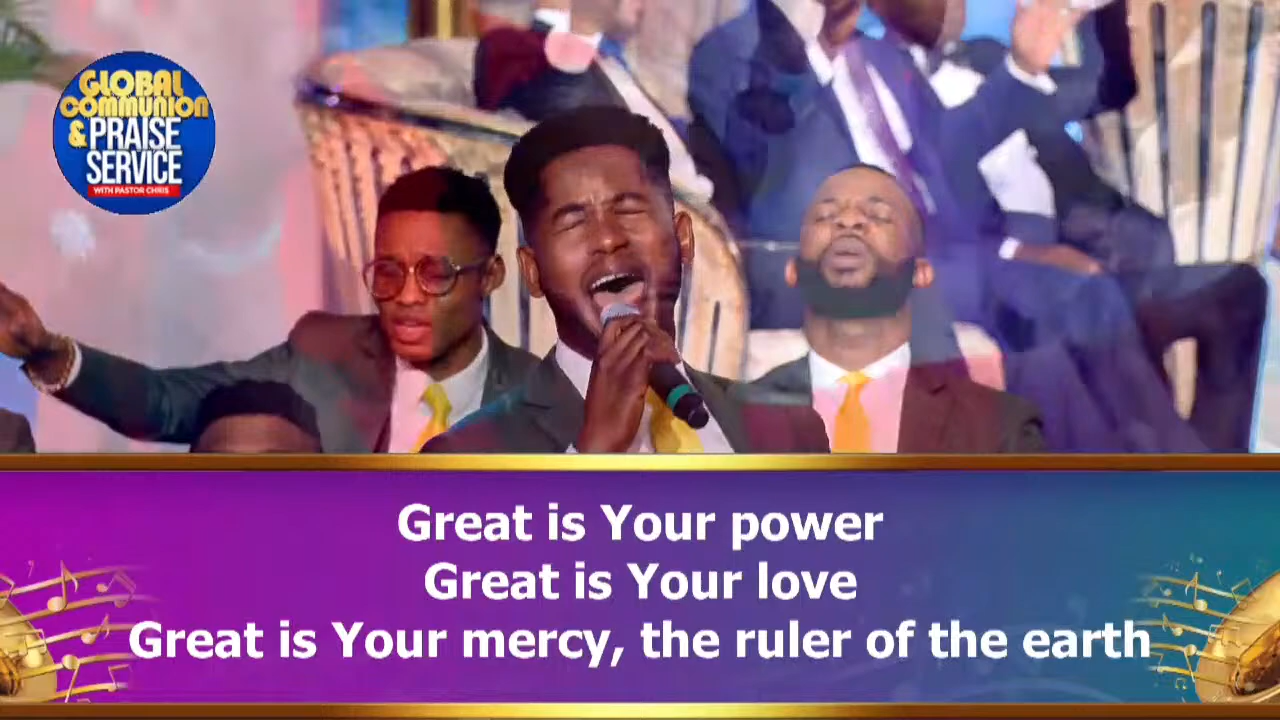 GLOBAL
COMMUNION
& PRAISE
SERVICE
WITH PASTOR CHRIS
Great is Your power
Great is Your love
Great is Your mercy, the ruler of the earth